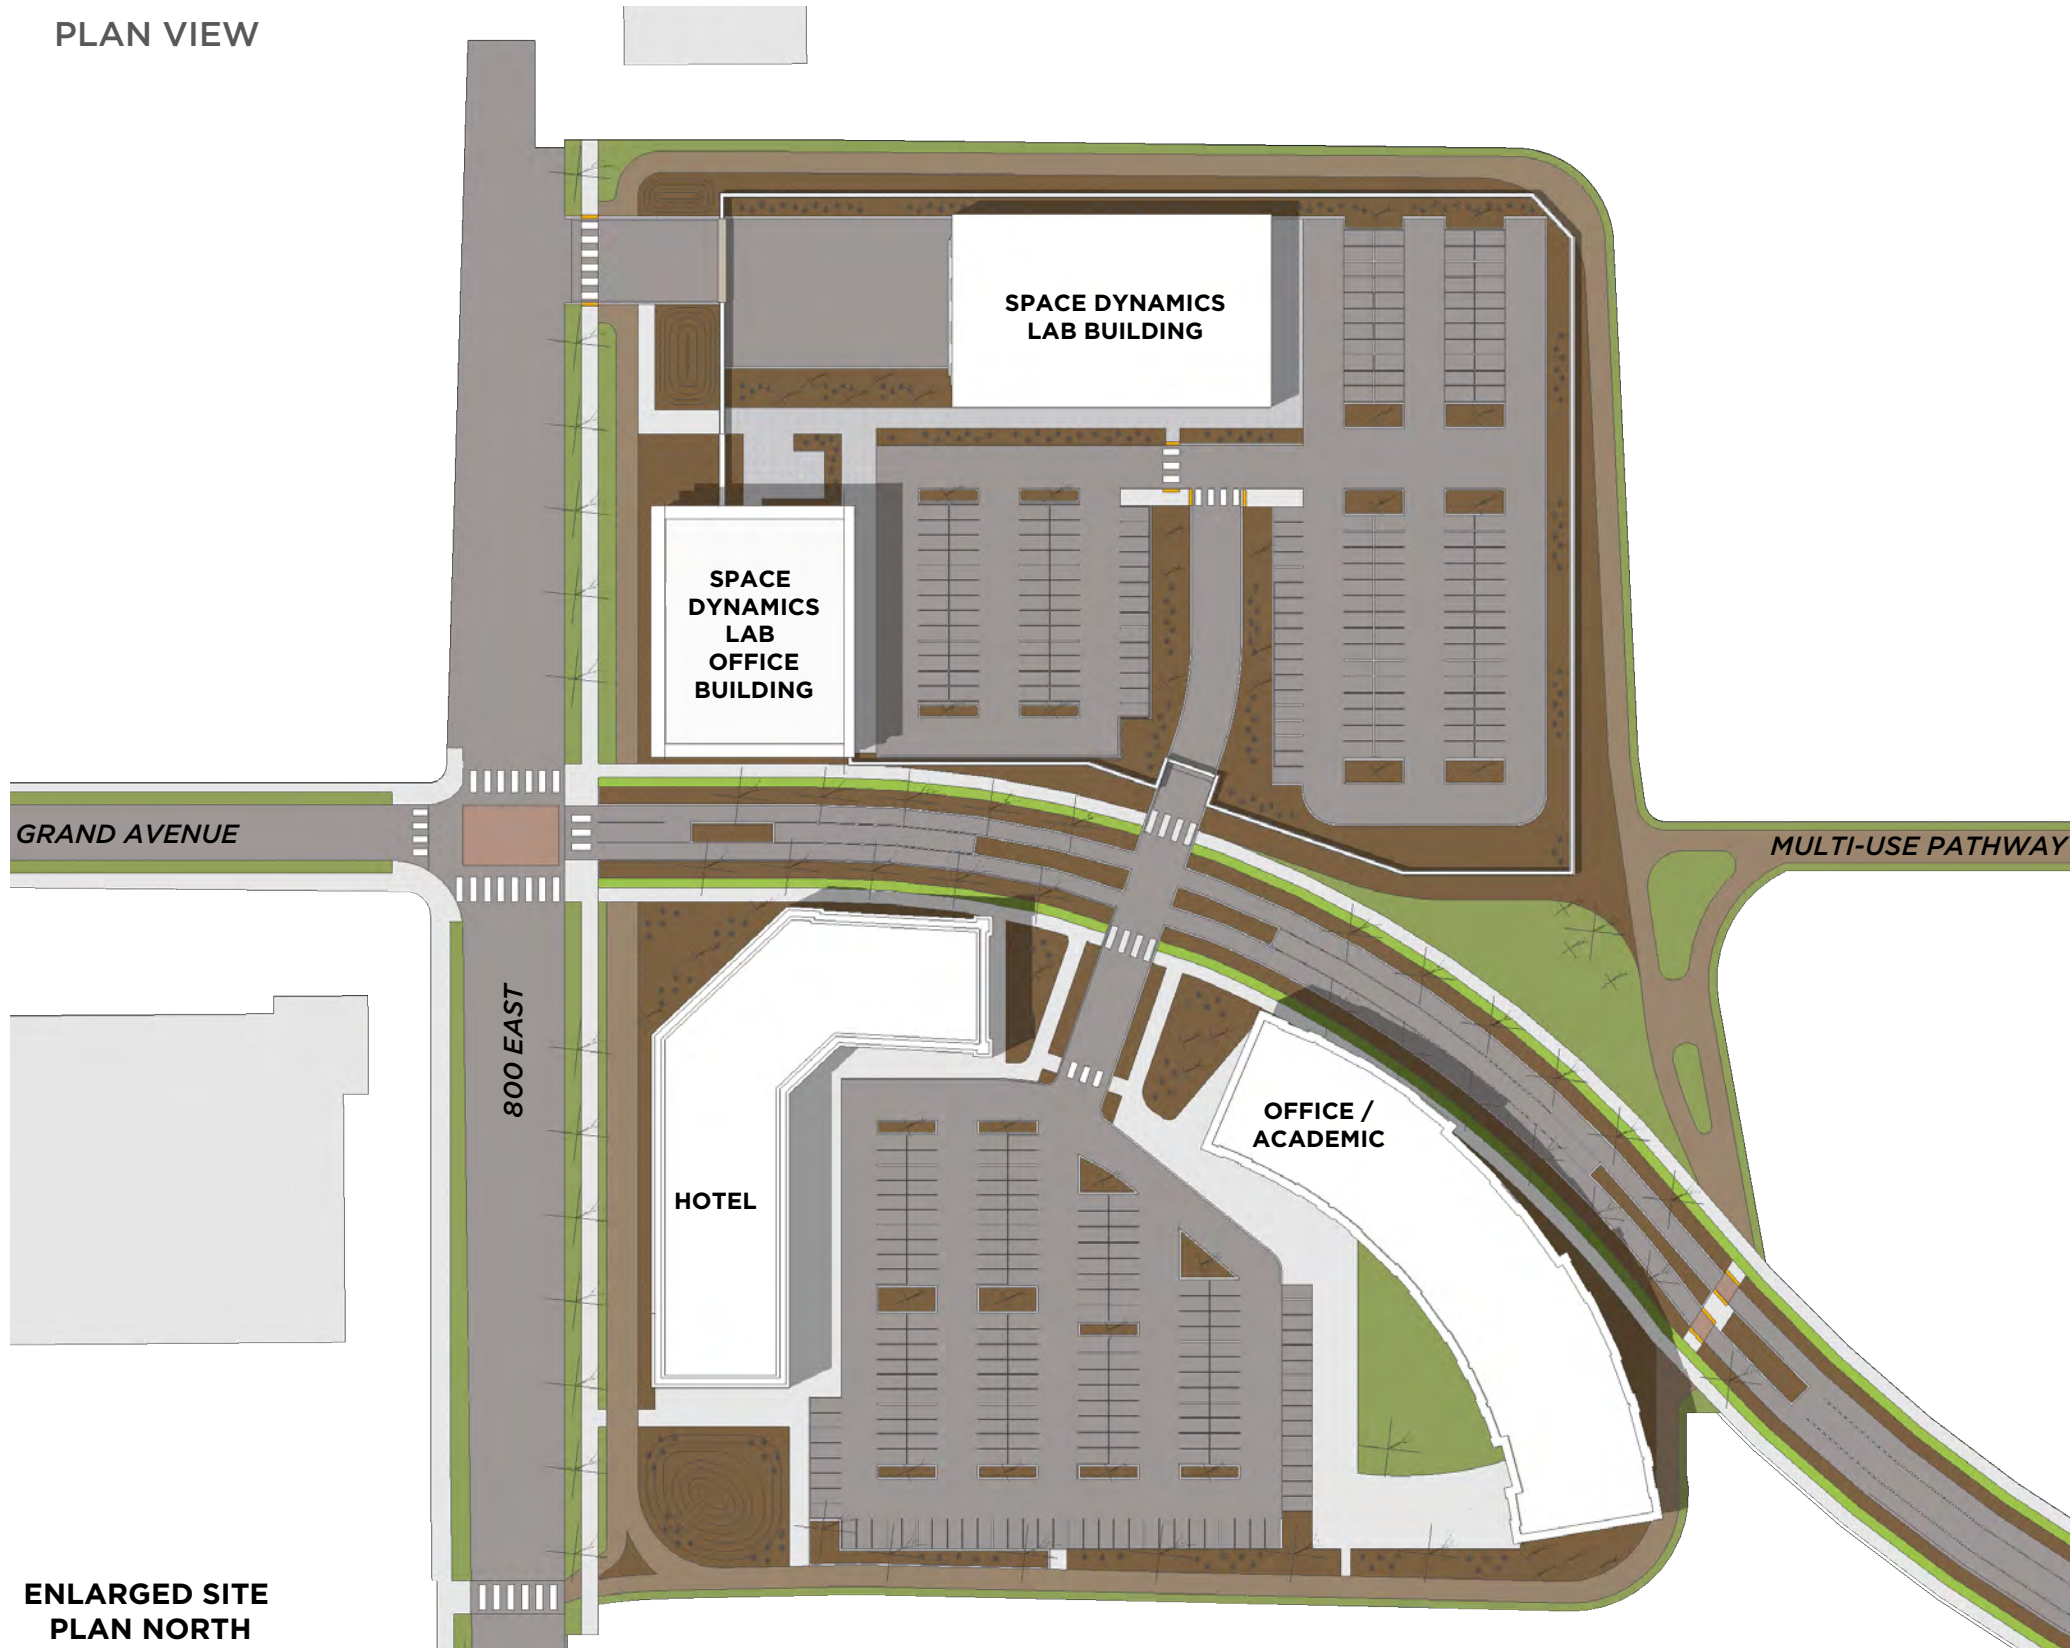 PLAN VIEW
SPACE DYNAMICS
LAB BUILDING
SPACE
DYNAMICS
LAB
OFFICE
BUILDING
GRAND AVENUE
MULTI-USE PATHWAY
800 EAST
OFFICE /
ACADEMIC
HOTEL
ENLARGED SITE
PLAN NORTH